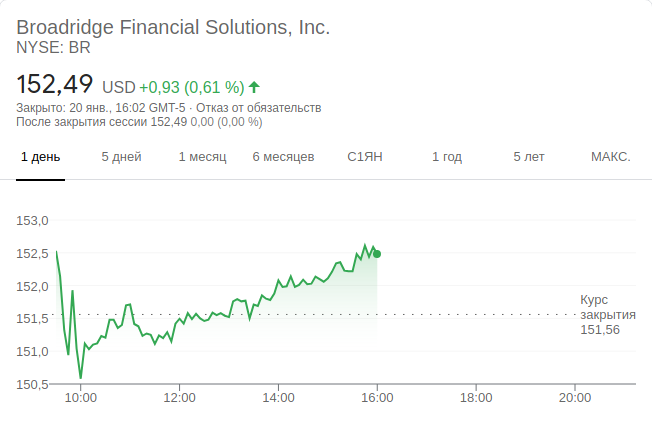 Broadridge Financial Solutions, Inc.
NYSE: BR
152,49 USD +0,93 (0,61 %)
Закрыто: 20 янв., 16:02 GMT-5 · Отказ от обязательств
После закрытия сессии 152,49 0,00 (0,00 %)
1 день 5 дней 1 месяц 6 месяцев С1ЯН 1 год 5 лет МАКС.
153,0
152,5
152,0
Курс
151,5 закрытия
151,56
151,0
150,5
10:00 12:00 14:00 16:00 18:00 20:00